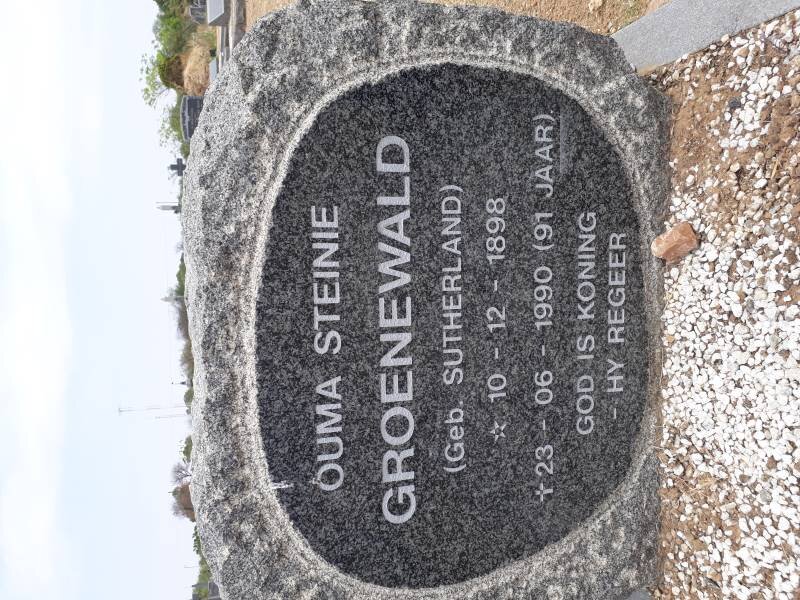 OUMA STEINIE
GROENEWALD
(Geb. SUTHERLAND)
☆ 10 - 12 - 1898
✝ 23 - 06 - 1990 (91 JAAR).
GOD IS KONING
- HY REGEER